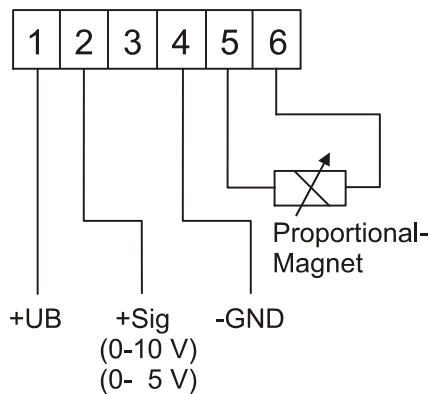 1 2 3 4 5 6
Proportional-
Magnet
+UB +Sig -GND
(0-10 V)
(0- 5 V)